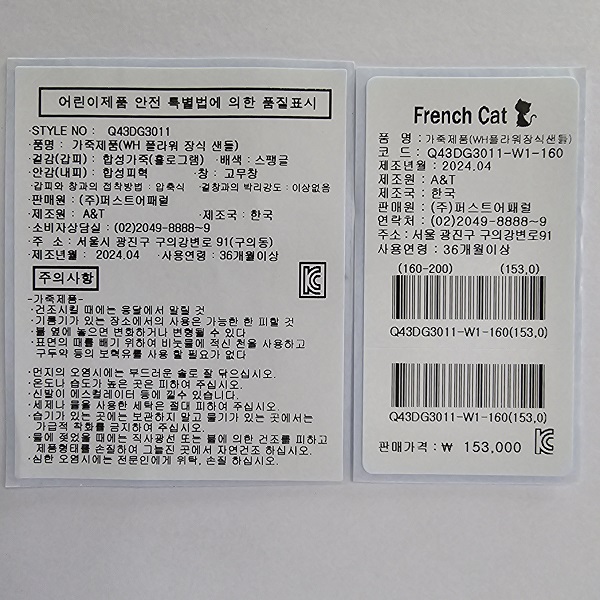 어린이제품 안전 특별법에 의한 품질표시
·STYLE NO : Q43DG3011
·품명 : 가죽제품(WH 플라워 장식 샌들)
·겉감(갑피) : 합성가죽(홀로그램) ·배색 : 스팽글
·안감(내피) : 합성피혁 ·창 : 고무창
·갑피와 창과의 접착방법 : 압축식 ·겉창과의 박리강도 : 이상없음
·판매원 : (주)퍼스트어패럴
·제조원 : A&T ·제조국 : 한국
·소비자상담실 : (02)2049-8888~9
·주 소 : 서울시 광진구 구의강변로 91(구의동)
·제조년월 : 2024.04 ·사용연령 : 36개월이상
주의사항
KC
-가죽제품-
·건조시킬 때에는 응달에서 말릴 것
·기름기가 있는 장소에서의 사용은 가능한 한 피할 것
·불 옆에 놓으면 변화하거나 변형될 수 있다
·표면의 때를 빼기 위하여 비눗물에 적신 천을 사용하고
구두약 등의 보혁유를 사용 할 필요가 없다
·먼지의 오염시에는 부드러운 솔로 잘 닦으십시오.
·온도나 습도가 높은 곳은 피하여 주십시오.
·신발이 에스컬레이터 등에 낄수 있습니다.
·세제나 물을 사용한 세탁은 절대 피하여 주십시오.
·습기가 있는 곳에는 보관하지 말고 물기가 있는 곳에서는
가급적 착화를 금지하여 주십시오.
·물에 젖었을 때에는 직사광선 또는 불에 의한 건조를 피하고
제품형태를 손질하여 그늘진 곳에서 자연건조 하십시오.
·심한 오염시에는 전문인에게 위탁, 손질 하십시오.
French Cat
품 명 : 가죽제품(WH플라워장식샌들)
코 드 : Q43DG3011-W1-160
제조년월 : 2024.04
제조원 : A&T
제조국 : 한국
판매원 : (주)퍼스트어패럴
연락처 : (02)2049-8888~9
주소 : 서울 광진구 구의강변로91
사용연령 : 36개월이상
(160-200) (153,0)
Q43DG3011-W1-160(153,0)
Q43DG3011-W1-160(153,0)
판매가격 : ₩ 153,000
KC